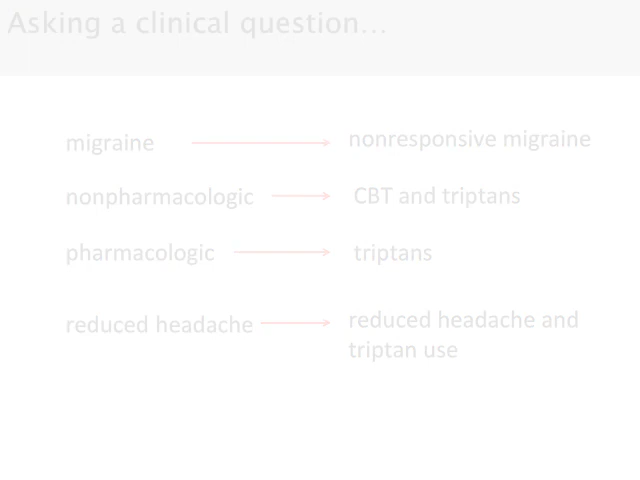 Asking a clinical question...
migraine
nonresponsive migraine
nonpharmacologic
CBT and triptans
pharmacologic
triptans
reduced headache
reduced headache and
triptan use